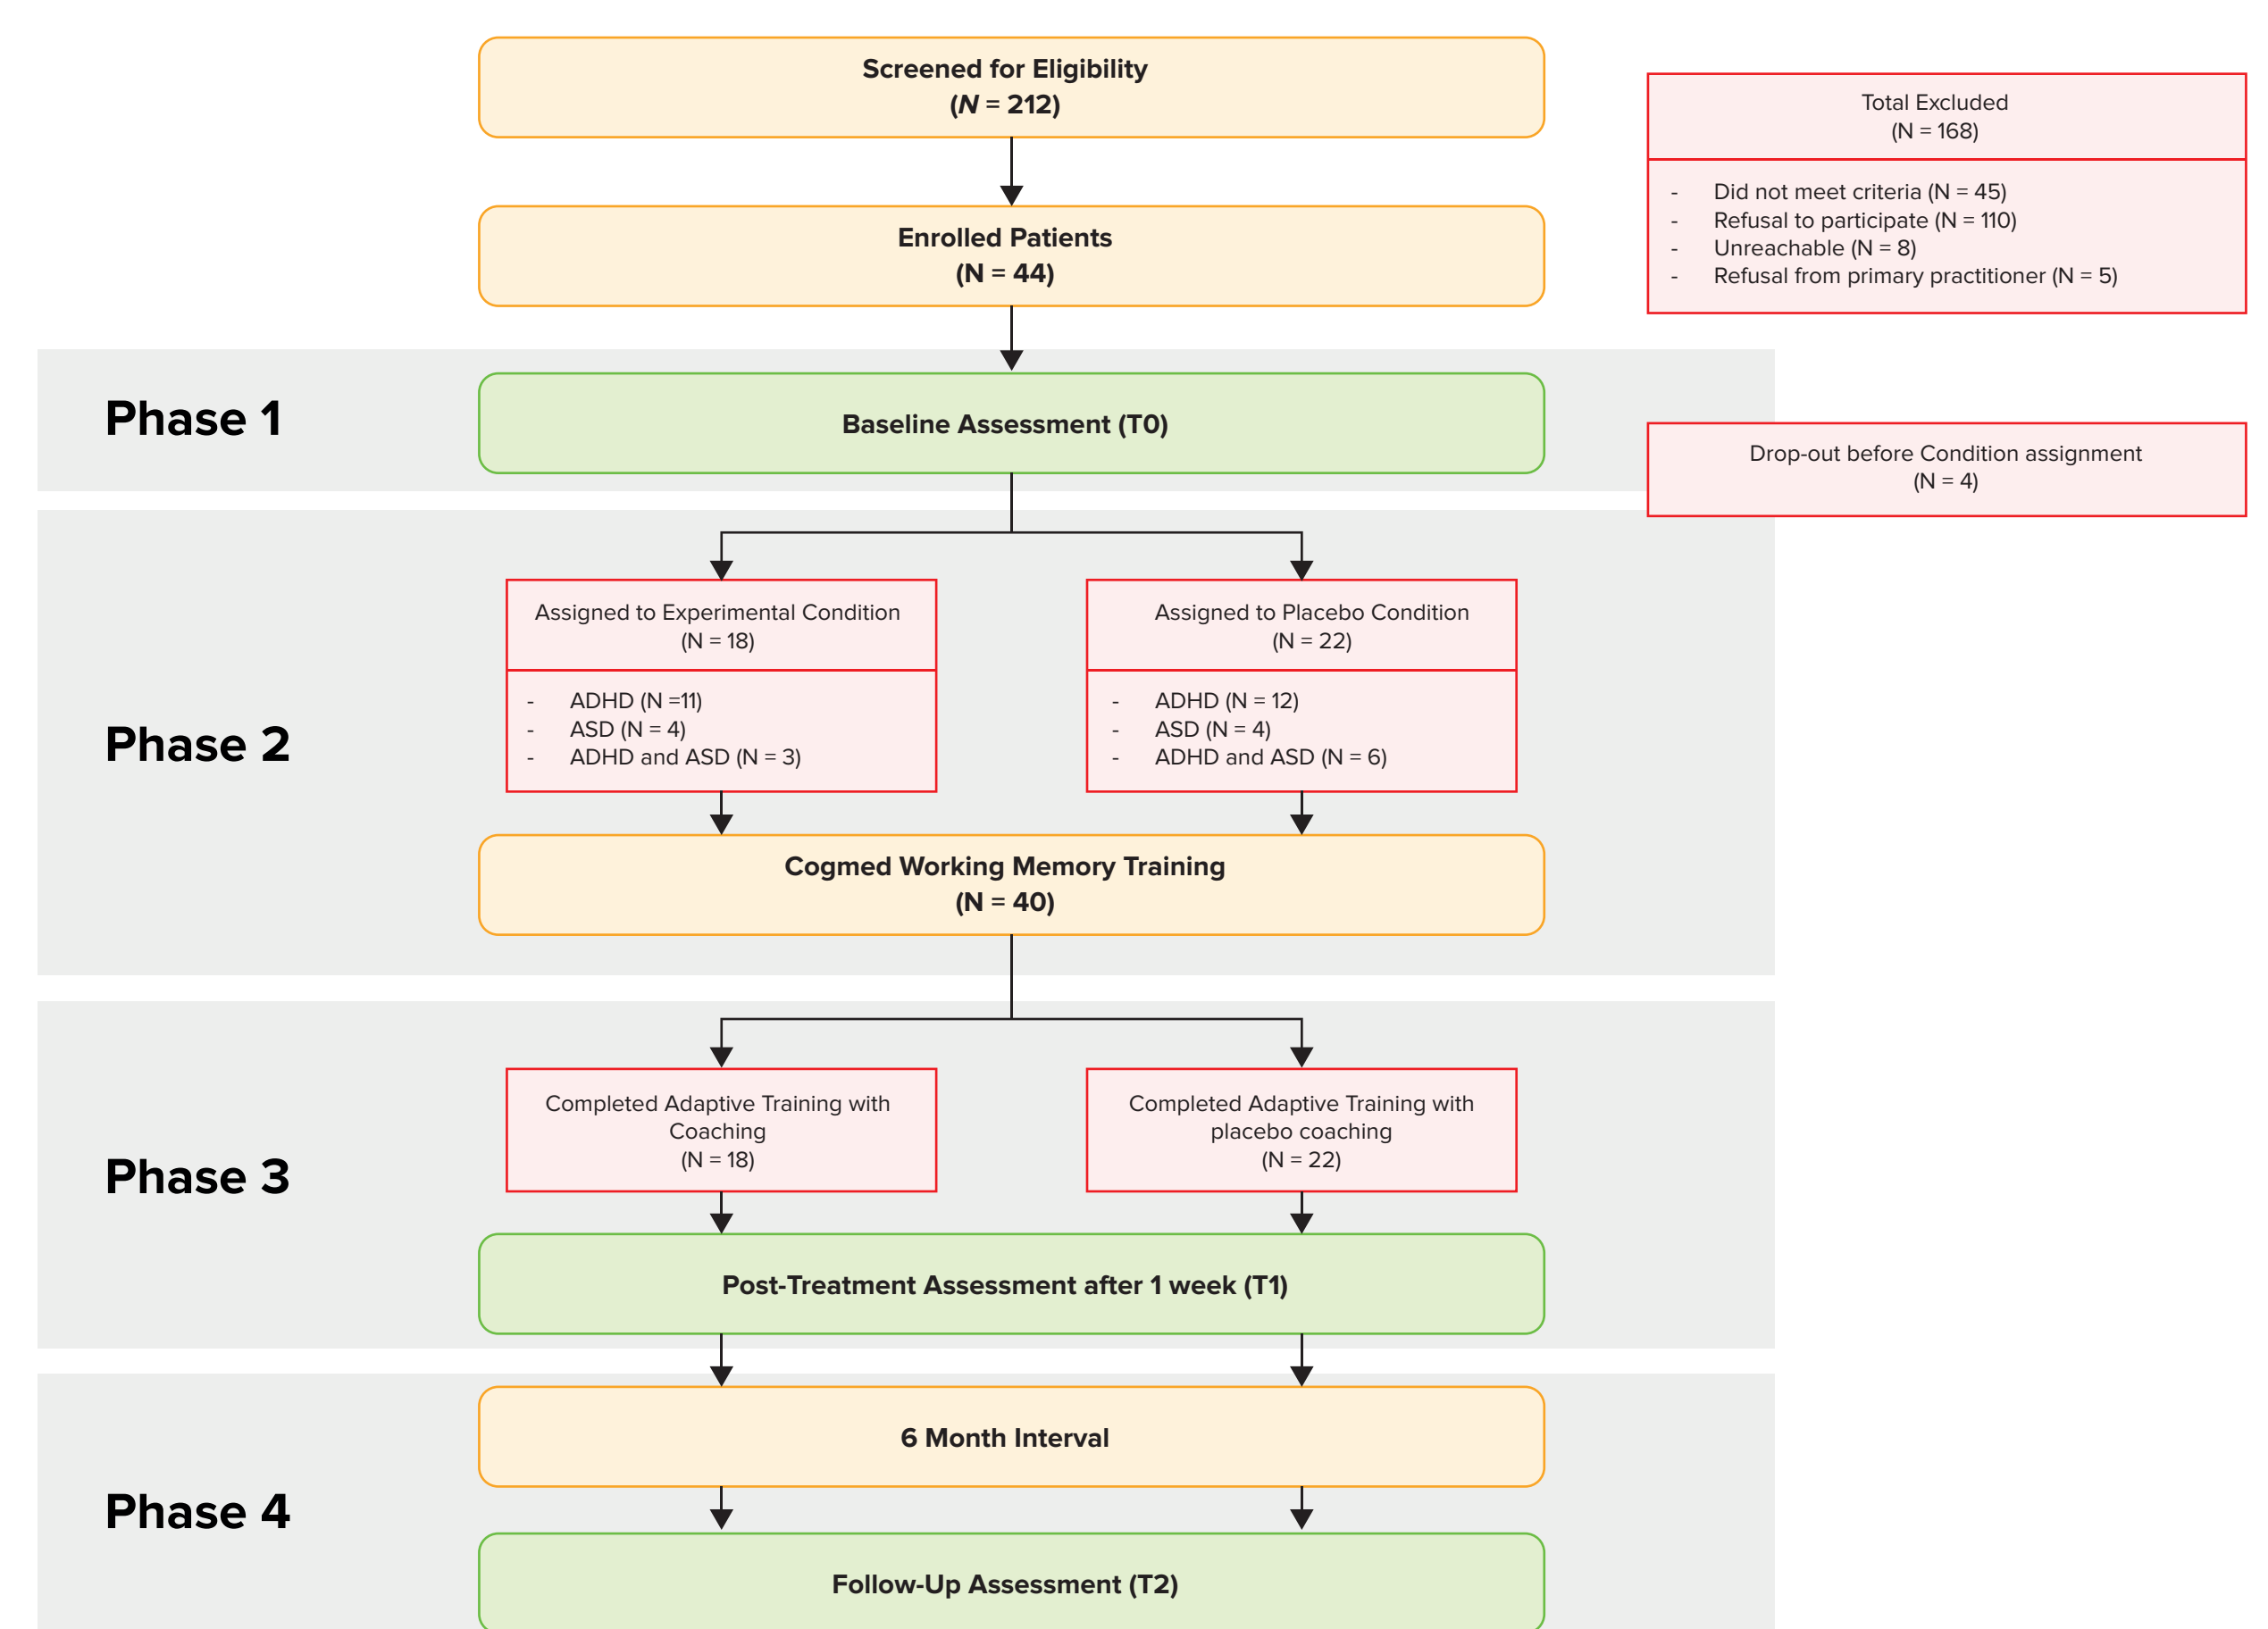 Screened for Eligibility
(N = 212)
Total Excluded
(N = 168)
- Did not meet criteria (N = 45)
- Refusal to participate (N = 110)
- Unreachable (N = 8)
- Refusal from primary practitioner (N = 5)
Enrolled Patients
(N = 44)
Phase 1
Baseline Assessment (T0)
Drop-out before Condition assignment
(N = 4)
Phase 2
Assigned to Experimental Condition
(N = 18)
- ADHD (N =11)
- ASD (N = 4)
- ADHD and ASD (N = 3)
Assigned to Placebo Condition
(N = 22)
- ADHD (N = 12)
- ASD (N = 4)
- ADHD and ASD (N = 6)
Cogmed Working Memory Training
(N = 40)
Phase 3
Completed Adaptive Training with
Coaching
(N = 18)
Completed Adaptive Training with
placebo coaching
(N = 22)
Post-Treatment Assessment after 1 week (T1)
Phase 4
6 Month Interval
Follow-Up Assessment (T2)